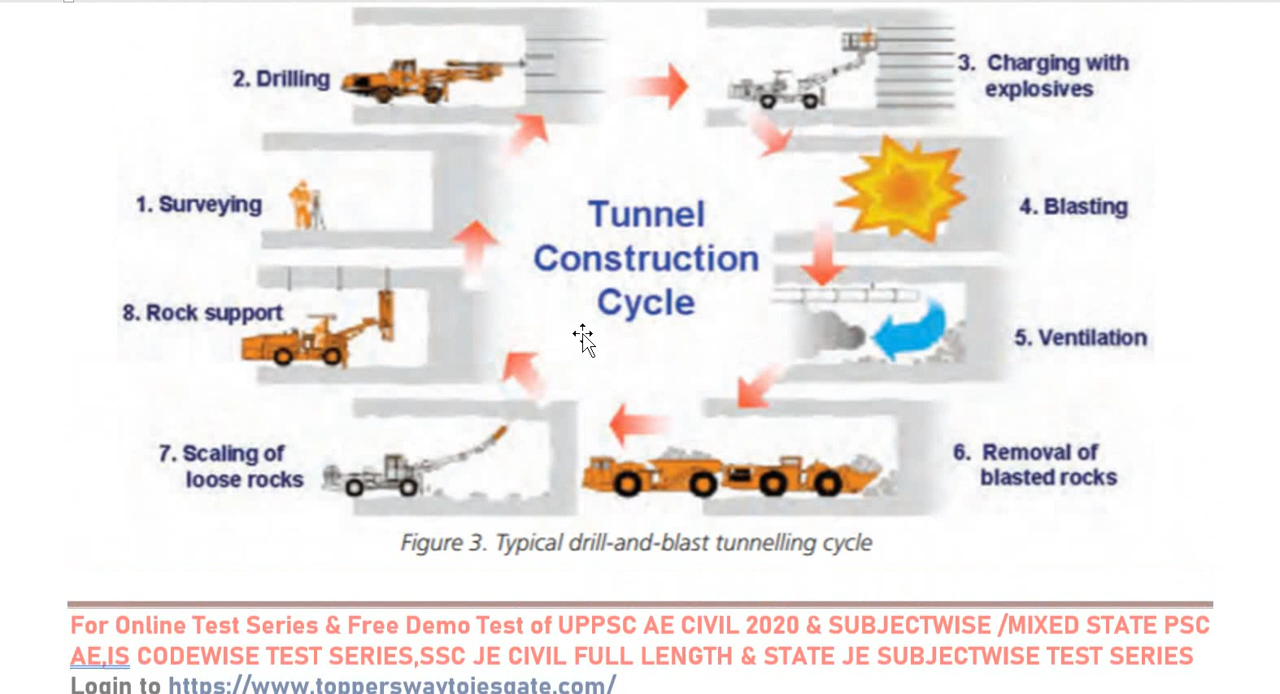 2. Drilling
3. Charging with
explosives
1. Surveying
Tunnel
Construction
Cycle
4. Blasting
8. Rock support
5. Ventilation
7. Scaling of
loose rocks
6. Removal of
blasted rocks
Figure 3. Typical drill-and-blast tunnelling cycle
For Online Test Series & Free Demo Test of UPPSC AE CIVIL 2020 & SUBJECTWISE /MIXED STATE PSC
AE,IS CODEWISE TEST SERIES,SSC JE CIVIL FULL LENGTH & STATE JE SUBJECTWISE TEST SERIES
Login to https://www.topperswaytoiesgate.com/